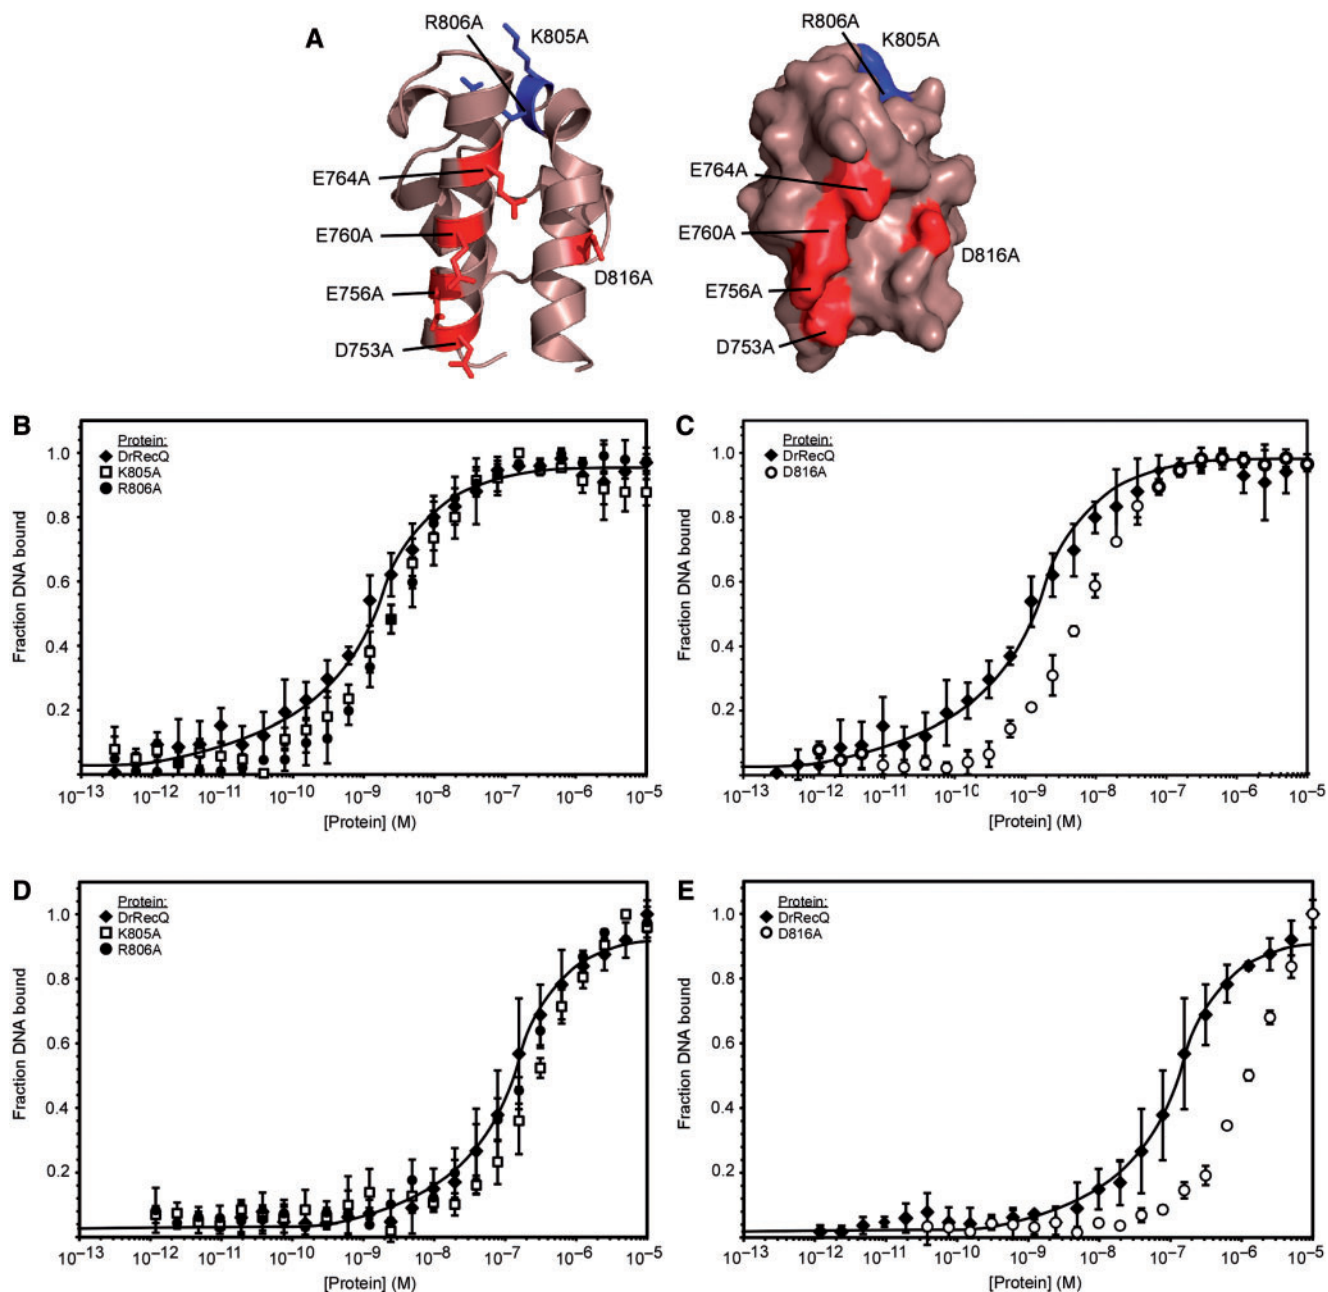 A
R806A
K805A
E764A
E760A
E756A
D753A
D816A
R806A
K805A
E764A
E760A
E756A
D753A
D816A
B
Protein:
DrRecQ
K805A
R806A
Fraction DNA bound
1.0
0.8
0.6
0.4
0.2
10−13 10−12 10−11 10−10 10−9 10−8 10−7 10−6 10−5
[Protein] (M)
C
Protein:
DrRecQ
D816A
Fraction DNA bound
1.0
0.8
0.6
0.4
0.2
10−13 10−12 10−11 10−10 10−9 10−8 10−7 10−6 10−5
[Protein] (M)
D
Protein:
DrRecQ
K805A
R806A
Fraction DNA bound
1.0
0.8
0.6
0.4
0.2
10−13 10−12 10−11 10−10 10−9 10−8 10−7 10−6 10−5
[Protein] (M)
E
Protein:
DrRecQ
D816A
Fraction DNA bound
1.0
0.8
0.6
0.4
0.2
10−13 10−12 10−11 10−10 10−9 10−8 10−7 10−6 10−5
[Protein] (M)